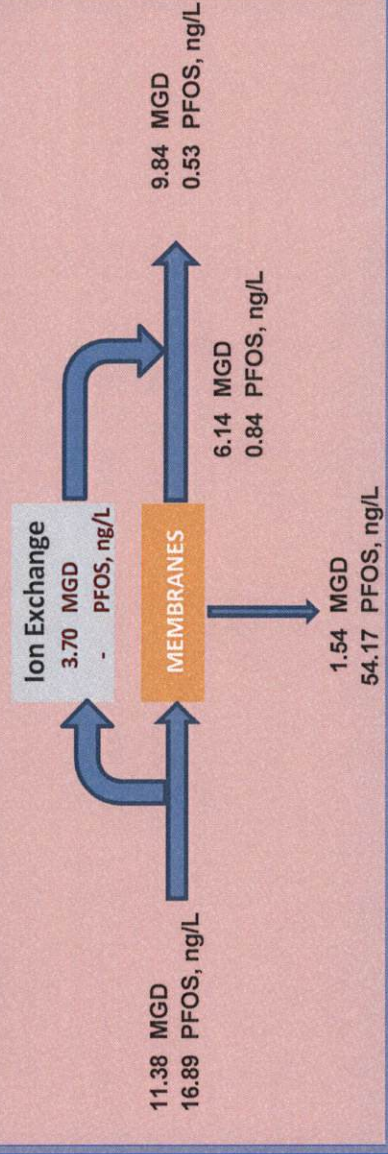 Ion Exchange
3.70 MGD
- PFOS, ng/L
11.38 MGD
16.89 PFOS, ng/L
MEMBRANES
9.84 MGD
0.53 PFOS, ng/L
6.14 MGD
0.84 PFOS, ng/L
1.54 MGD
54.17 PFOS, ng/L